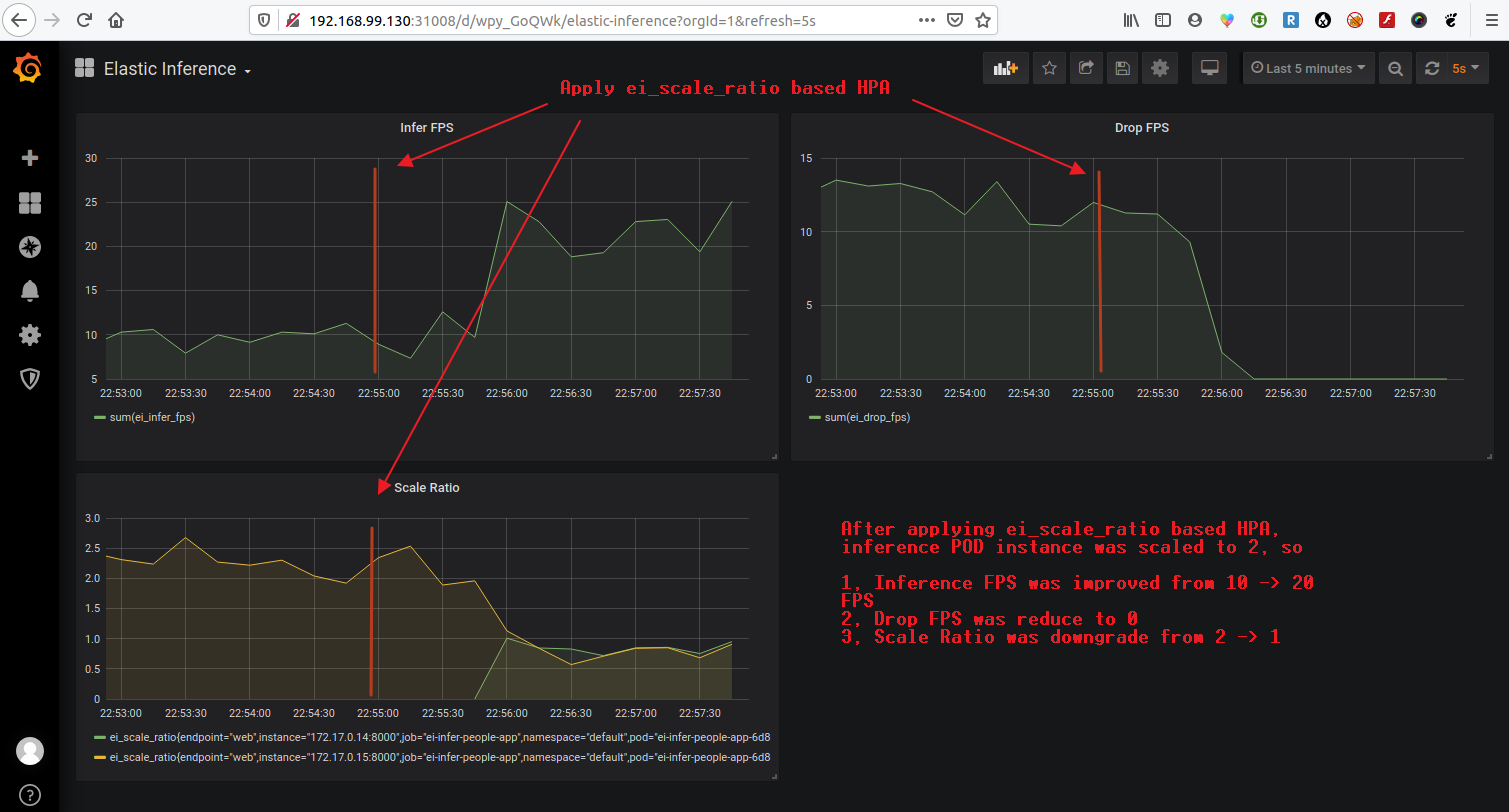 192.168.99.130:31008/d/wpy_GoQWk/elastic-inference?orgId=1&refresh=5s
Elastic Inference
Last 5 minutes
5s
Apply ei_scale_ratio based HPA
Infer FPS
30
25
20
15
10
5
22:53:00 22:53:30 22:54:00 22:54:30 22:55:00 22:55:30 22:56:00 22:56:30 22:57:00 22:57:30
sum(ei_infer_fps)
Drop FPS
15
10
5
0
22:53:00 22:53:30 22:54:00 22:54:30 22:55:00 22:55:30 22:56:00 22:56:30 22:57:00 22:57:30
sum(ei_drop_fps)
Scale Ratio
3.0
2.5
2.0
1.5
1.0
0.5
0
22:53:00 22:53:30 22:54:00 22:54:30 22:55:00 22:55:30 22:56:00 22:56:30 22:57:00 22:57:30
ei_scale_ratio{endpoint="web",instance="172.17.0.14:8000",job="ei-infer-people-app",namespace="default",pod="ei-infer-people-app-6d8
ei_scale_ratio{endpoint="web",instance="172.17.0.15:8000",job="ei-infer-people-app",namespace="default",pod="ei-infer-people-app-6d8
After applying ei_scale_ratio based HPA,
inference POD instance was scaled to 2, so
1, Inference FPS was improved from 10 -> 20
FPS
2, Drop FPS was reduce to 0
3, Scale Ratio was downgrade from 2 -> 1